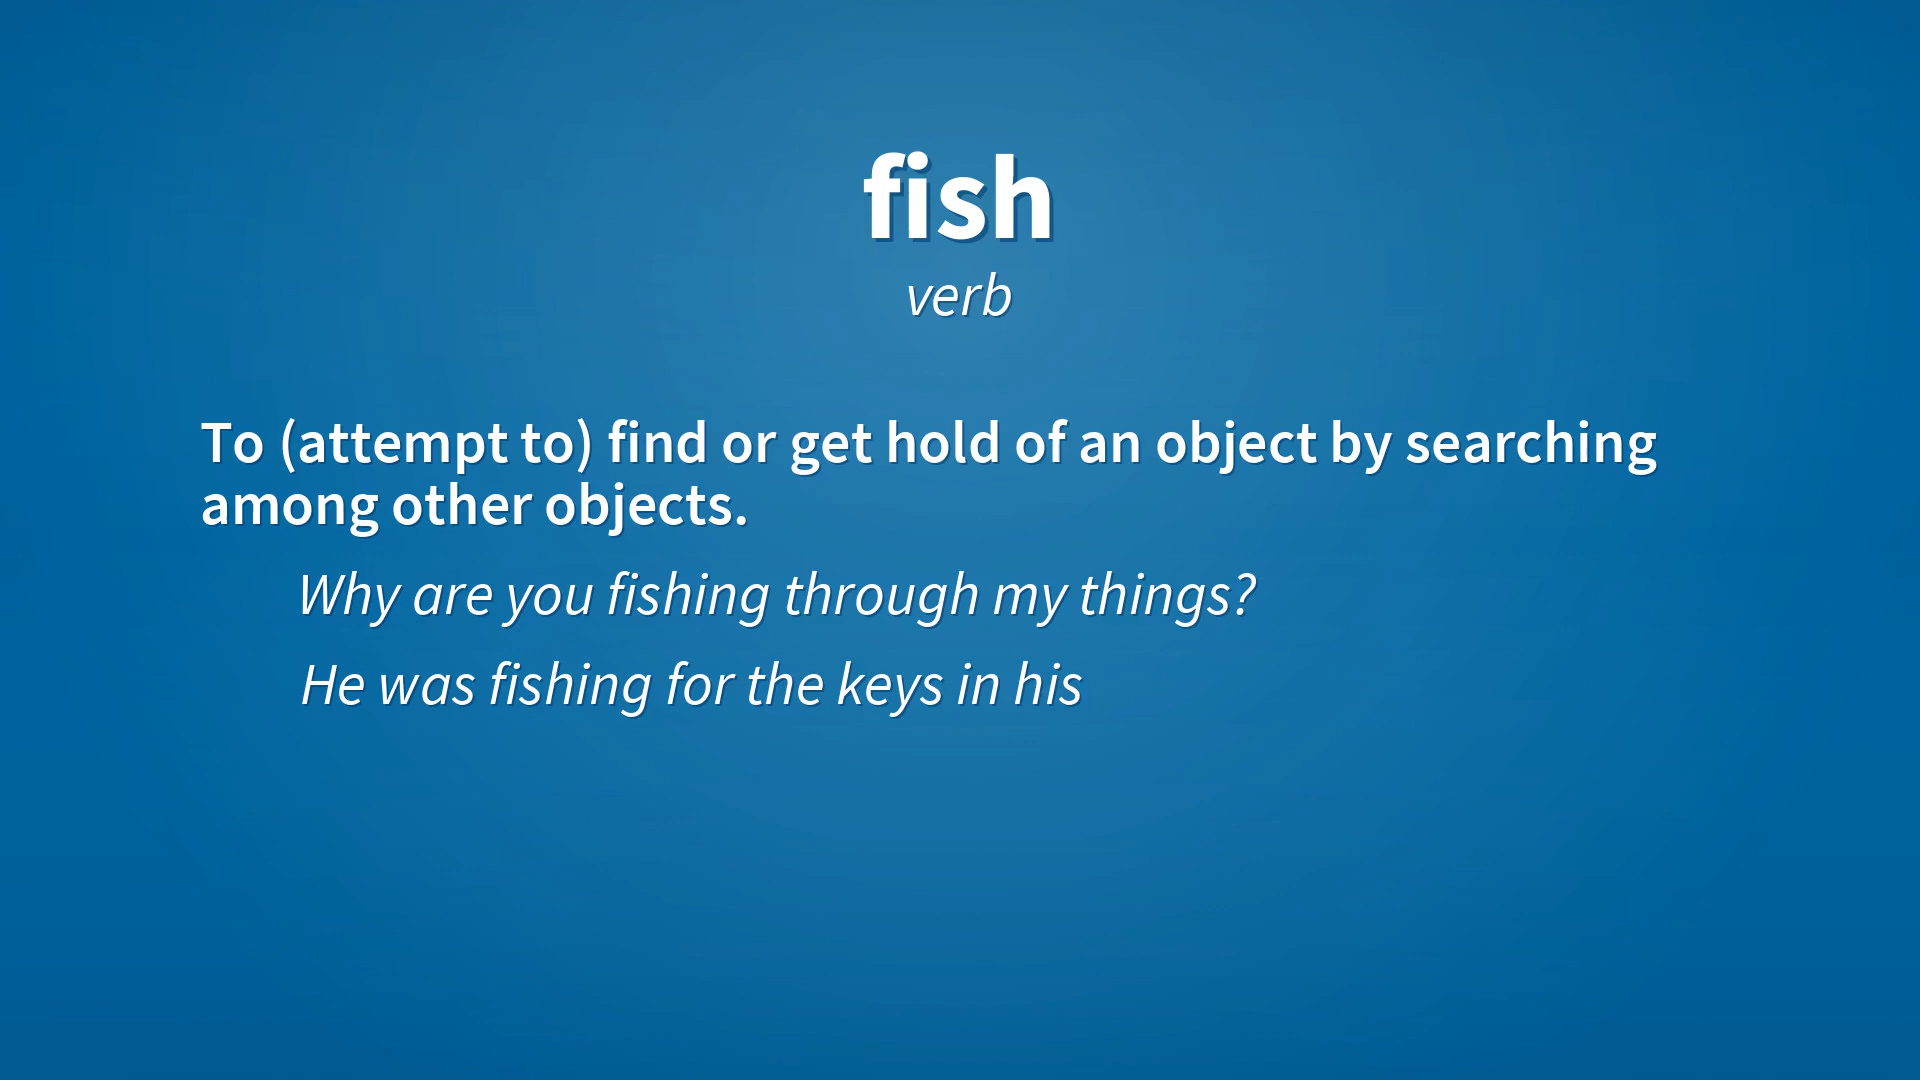 fish
verb
To (attempt to) find or get hold of an object by searching
among other objects.
Why are you fishing through my things?
He was fishing for the keys in his